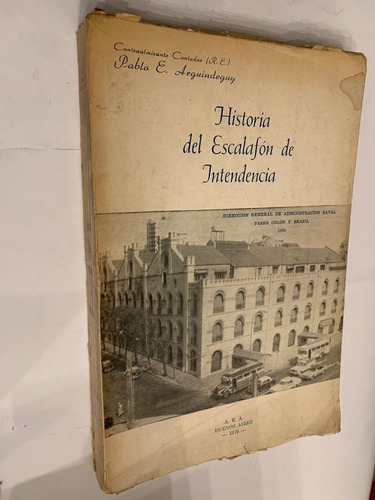 Contraalmirante Contador (R.E.)
Pablo E. Arguindeguy
Historia
del Escalafón de
Intendencia
DIRECCION GENERAL DE ADMINISTRACION NAVAL
PASEO COLON Y BRASIL
A. R. A.
BUENOS AIRES